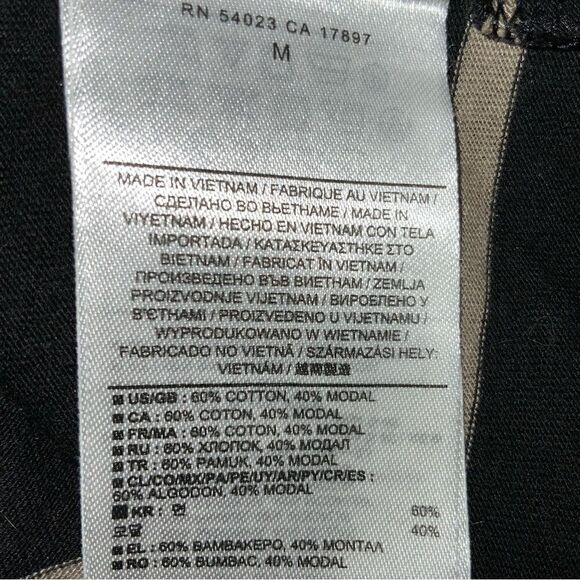 RN 54023 CA 17897
M
MADE IN VIETNAM / FABRIQUE AU VIETNAM /
СДЕЛАНО ВО ВЬЕТНАМЕ / MADE IN
VIYETNAM / HECHO EN VIETNAM CON TELA
IMPORTADA / ΚΑΤΑΣΚΕΥΑΣΤΗΚΕ ΣΤΟ
ΒΙΕΤΝΑΜ / FABRICAT ÎN VIETNAM /
ПРОИЗВЕДЕНО ВЪВ ВИЕТНАМ / ZEMLJA
PROIZVODNJE VIJETNAM / ВИРОБЛЕНО У
В'ЄТНАМІ / PROIZVEDENO U VIJETNAMU /
WYPRODUKOWANO W WIETNAMIE /
FABRICADO NO VIETNÃ / SZÁRMAZÁSI HELY:
VIETNÁM / 越南製造
US/GB : 60% COTTON, 40% MODAL
CA : 60% COTON, 40% MODAL
FR/MA : 60% COTON, 40% MODAL
RU : 60% ХЛОПОК, 40% МОДАЛ
TR : 60% PAMUK, 40% MODAL
CL/CO/MX/PA/PE/UY/AR/PY/CR/ES :
60% ALGODON, 40% MODAL
KR : 면 60%
모달 40%
EL : 60% ΒΑΜΒΑΚΕΡΟ, 40% ΜΟΝΤΑΛ
RO : 60% BUMBAC, 40% MODAL